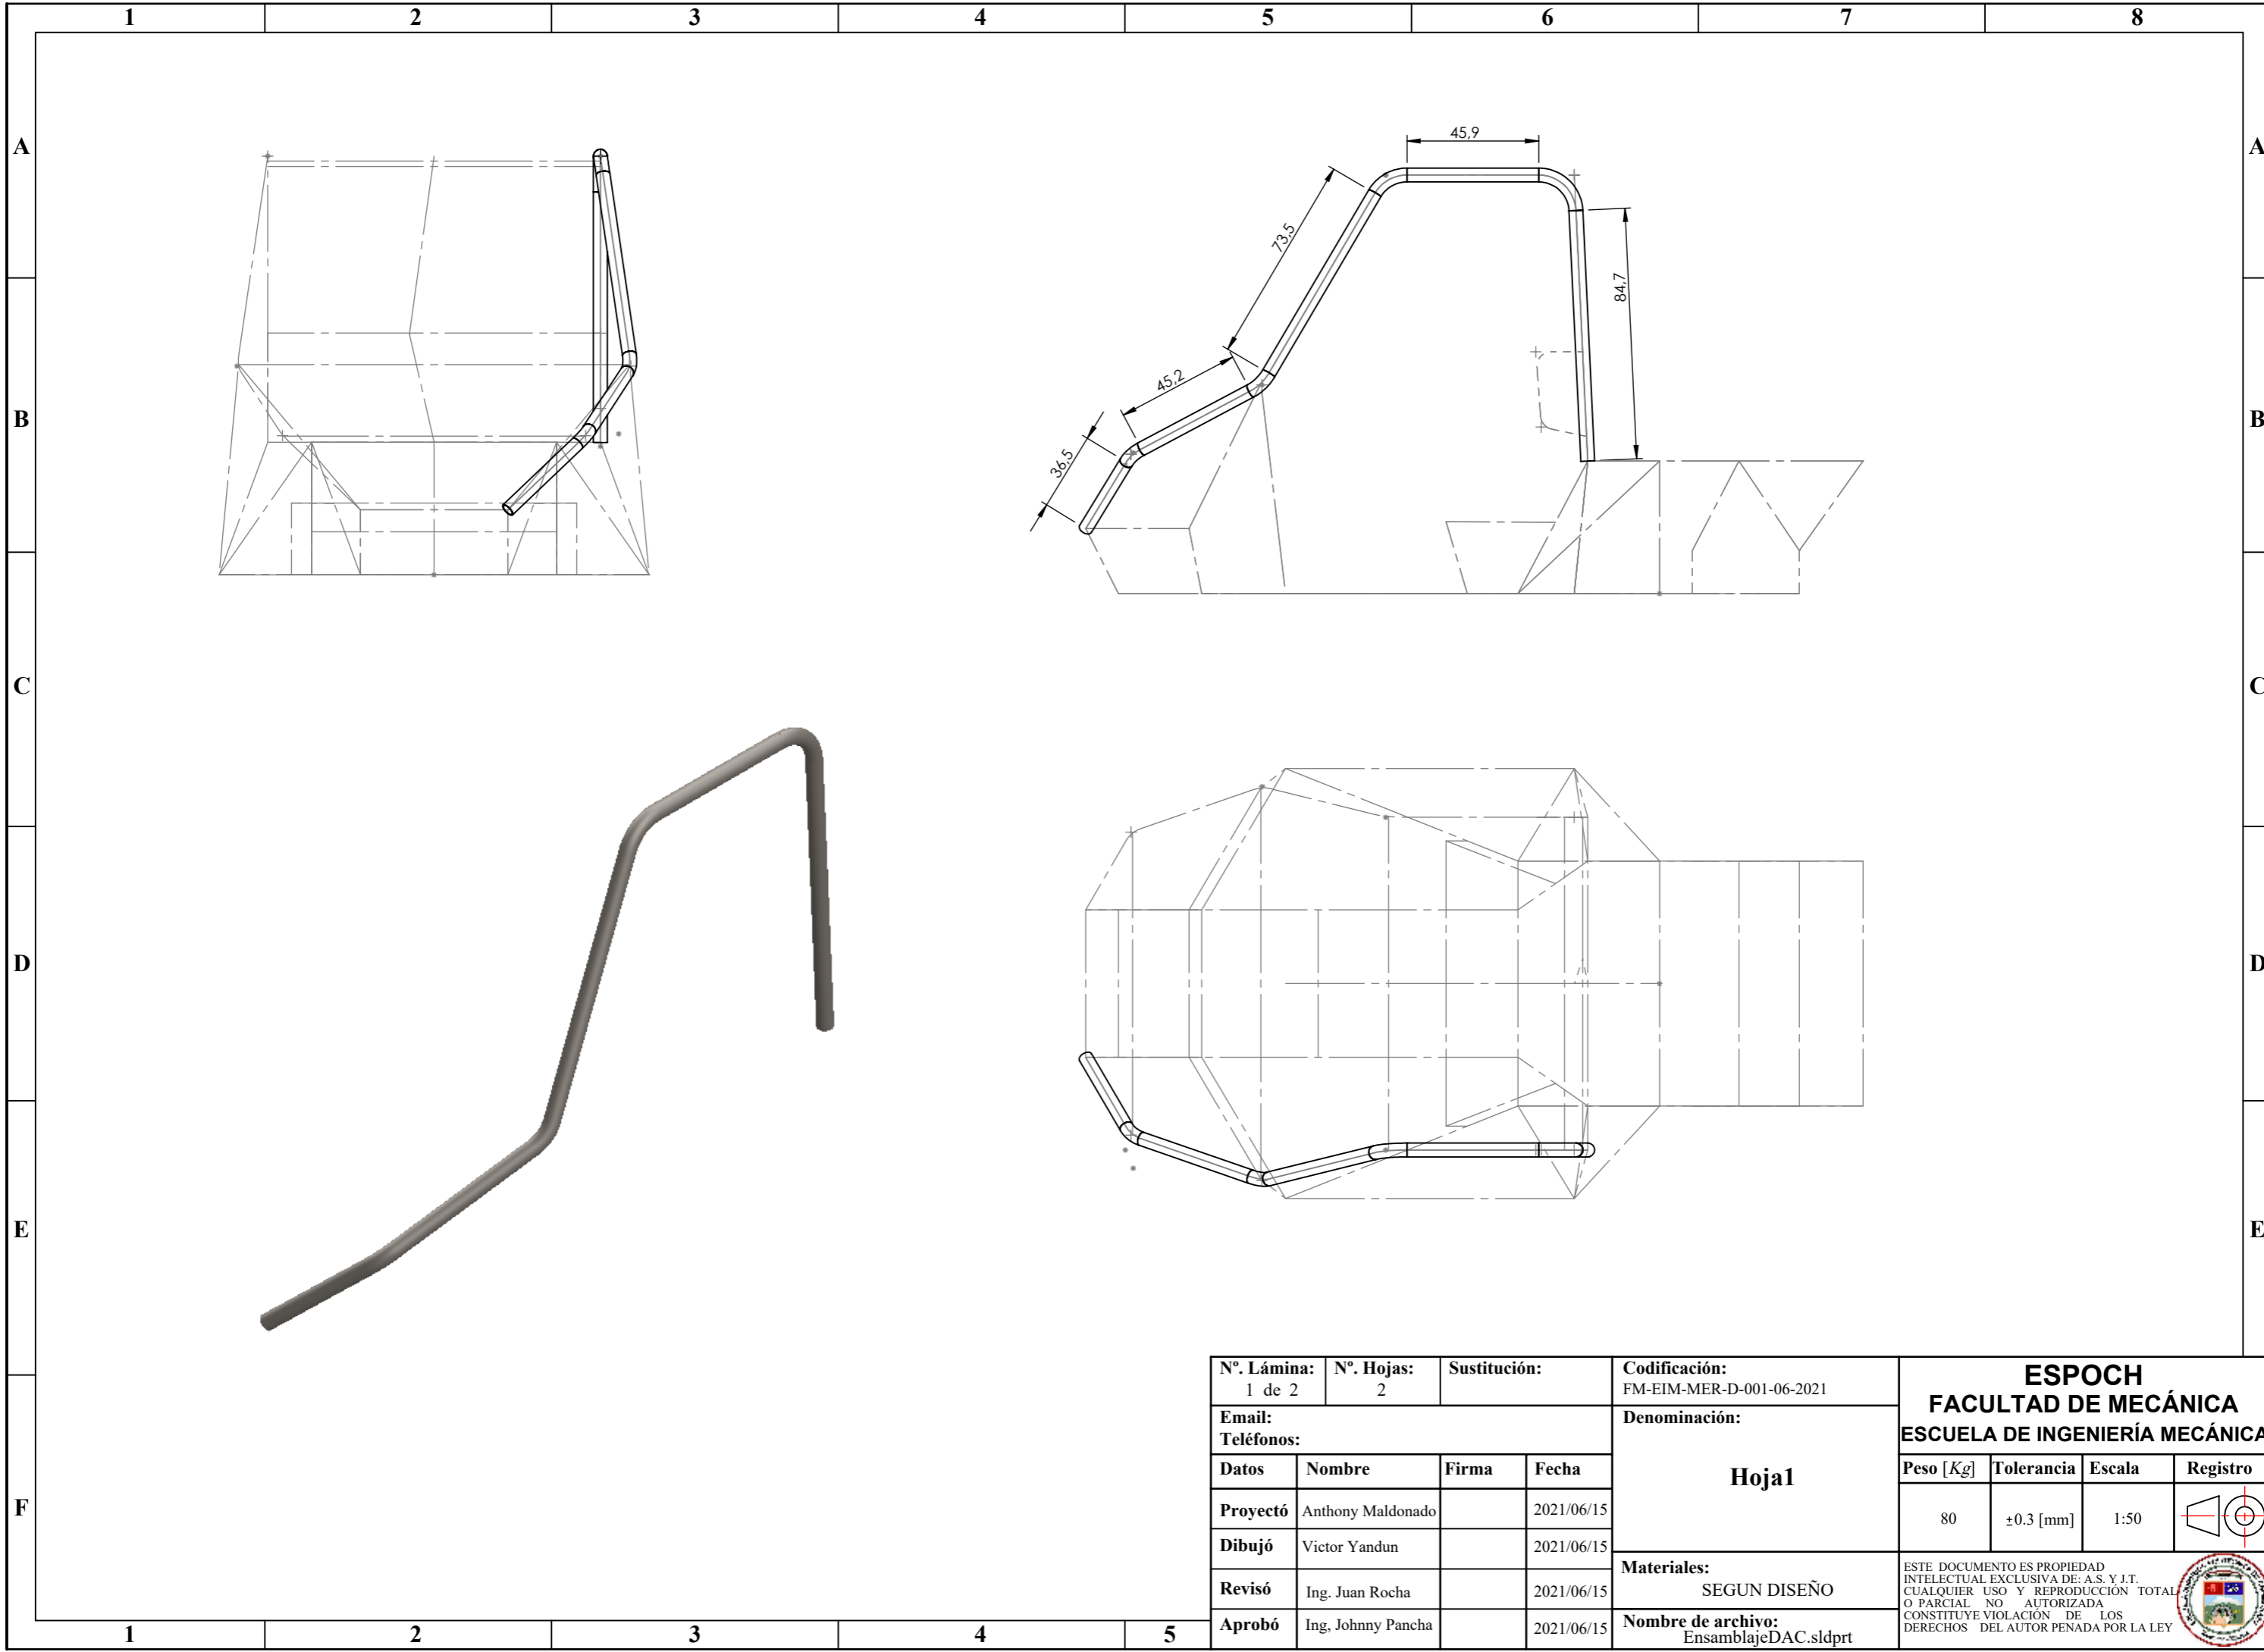 1 2 3 4 5 6 7 8
A A
B B
C C
D D
E E
F
1 2 3 4 5
45,9
73,5
84,7
45,2
36,5
Nº. Lámina: Nº. Hojas: Sustitución: Codificación:
1 de 2 2 FM-EIM-MER-D-001-06-2021
Email:
Teléfonos:
Denominación:
Hoja1
Datos Nombre Firma Fecha
Proyectó Anthony Maldonado 2021/06/15
Dibujó Victor Yandun 2021/06/15
Revisó Ing. Juan Rocha 2021/06/15
Aprobó Ing, Johnny Pancha 2021/06/15
Materiales:
SEGUN DISEÑO
Nombre de archivo:
EnsamblajeDAC.sldprt
ESPOCH
FACULTAD DE MECÁNICA
ESCUELA DE INGENIERÍA MECÁNICA
Peso [Kg] Tolerancia Escala Registro
80 ±0.3 [mm] 1:50
ESTE DOCUMENTO ES PROPIEDAD
INTELECTUAL EXCLUSIVA DE: A.S. Y J.T.
CUALQUIER USO Y REPRODUCCIÓN TOTAL
O PARCIAL NO AUTORIZADA
CONSTITUYE VIOLACIÓN DE LOS
DERECHOS DEL AUTOR PENADA POR LA LEY